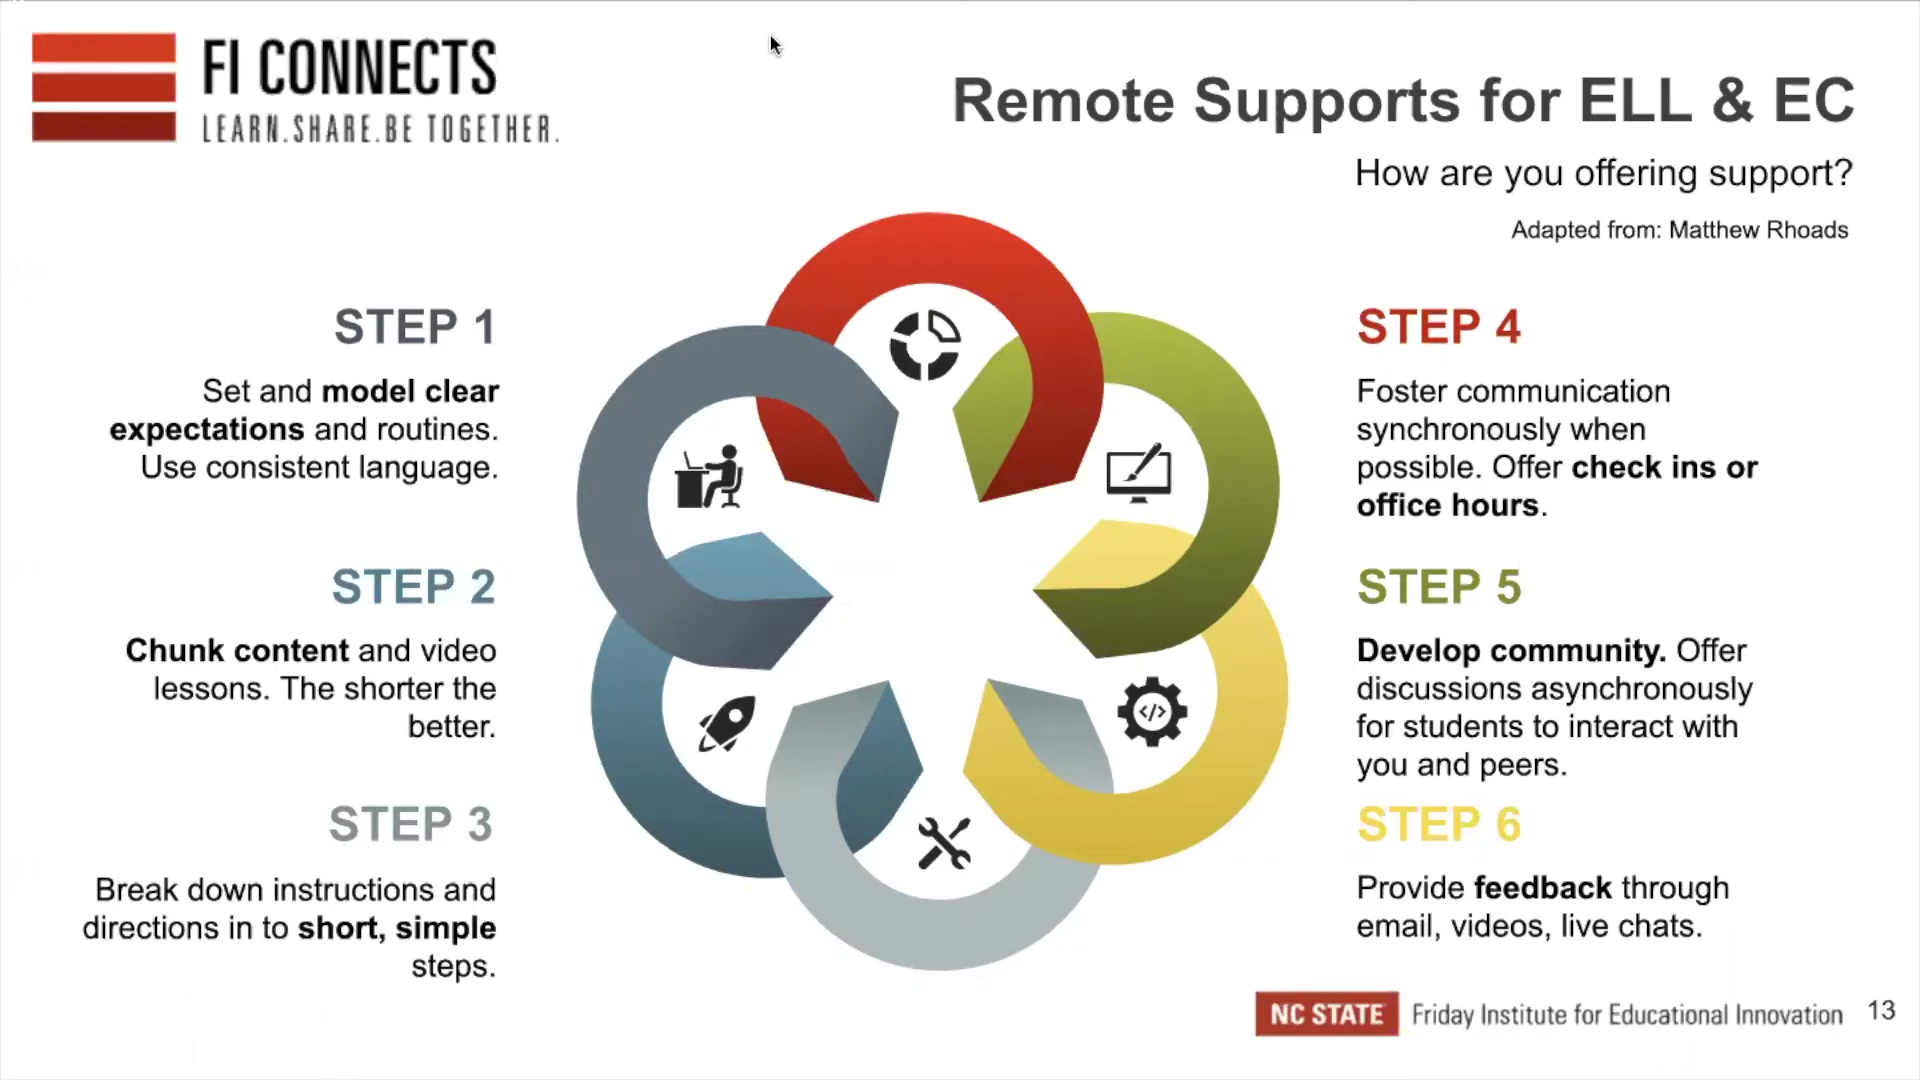 FI CONNECTS
LEARN.SHARE.BE TOGETHER.
Remote Supports for ELL & EC
How are you offering support?
Adapted from: Matthew Rhoads
STEP 1
Set and model clear
expectations and routines.
Use consistent language.
STEP 2
Chunk content and video
lessons. The shorter the
better.
STEP 3
Break down instructions and
directions in to short, simple
steps.
STEP 4
Foster communication
synchronously when
possible. Offer check ins or
office hours.
STEP 5
Develop community. Offer
discussions asynchronously
for students to interact with
you and peers.
STEP 6
Provide feedback through
email, videos, live chats.
</>
NC STATE Friday Institute for Educational Innovation 13